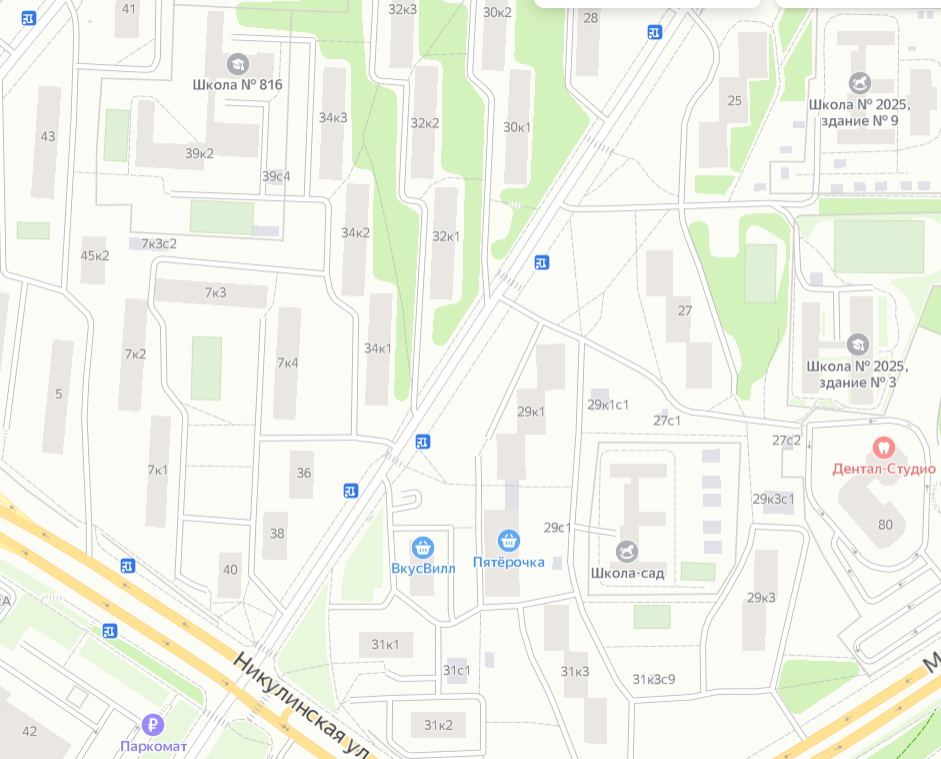 41
32к3
30к2
28
Школа № 816
25
Школа № 2025,
здание № 9
43
34к3
32к2
30к1
39к2
39с4
34к2
32к1
7к3с2
45к2
7к3
27
7к2
7к4
34к1
Школа № 2025,
здание № 3
5
29к1
29к1с1
27с1
27с2
Дентал-Студио
7к1
36
29к3с1
38
29с1
80
ВкусВилл
Пятёрочка
Школа-сад
40
29к3
31к1
Никулинская ул.
31с1
31к3
31к3с9
42
Паркомат
31к2